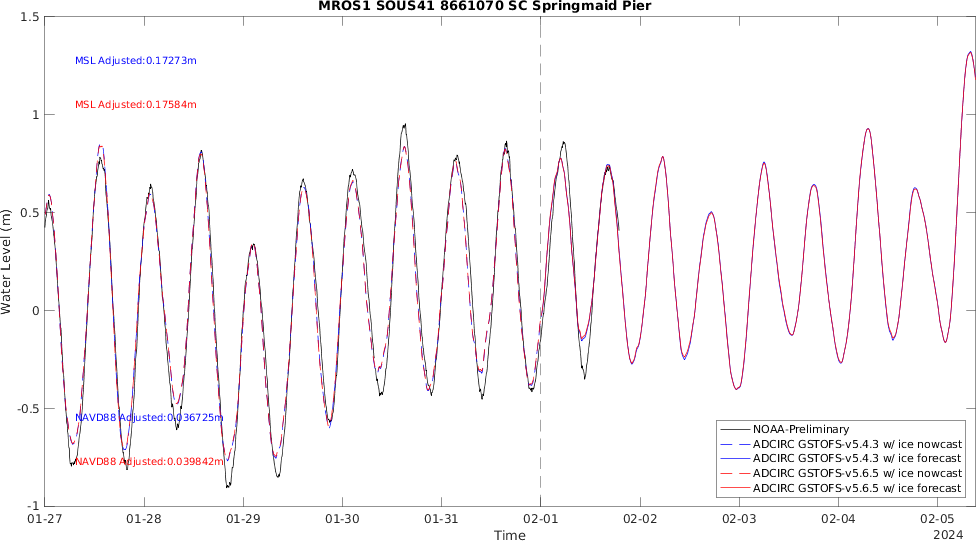 MROS1 SOUS41 8661070 SC Springmaid Pier
1.5
1
0.5
0
-0.5
-1
Water Level (m)
MSL Adjusted:0.17273m
MSL Adjusted:0.17584m
NAVD88 Adjusted:0.036725m
NAVD88 Adjusted:0.039842m
NOAA-Preliminary
ADCIRC GSTOFS-v5.4.3 w/ ice nowcast
ADCIRC GSTOFS-v5.4.3 w/ ice forecast
ADCIRC GSTOFS-v5.6.5 w/ ice nowcast
ADCIRC GSTOFS-v5.6.5 w/ ice forecast
01-27 01-28 01-29 01-30 01-31 02-01 02-02 02-03 02-04 02-05
Time
2024